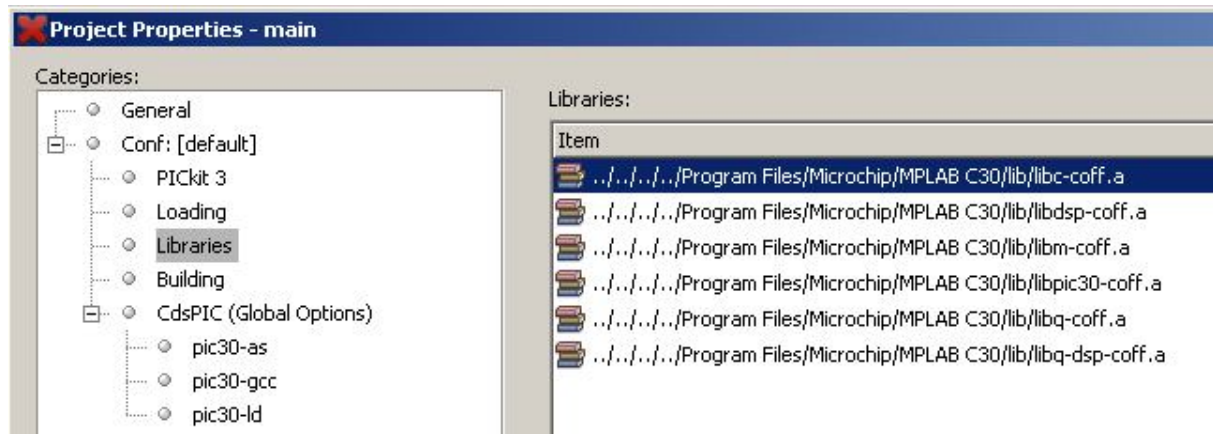 Project Properties - main
Categories:
General
Conf: [default]
PICkit 3
Loading
Libraries
Building
CdsPIC (Global Options)
pic30-as
pic30-gcc
pic30-ld
Libraries:
Item
../../../../Program Files/Microchip/MPLAB C30/lib/libc-coff.a
../../../../Program Files/Microchip/MPLAB C30/lib/libdsp-coff.a
../../../../Program Files/Microchip/MPLAB C30/lib/libm-coff.a
../../../../Program Files/Microchip/MPLAB C30/lib/libpic30-coff.a
../../../../Program Files/Microchip/MPLAB C30/lib/libq-coff.a
../../../../Program Files/Microchip/MPLAB C30/lib/libq-dsp-coff.a